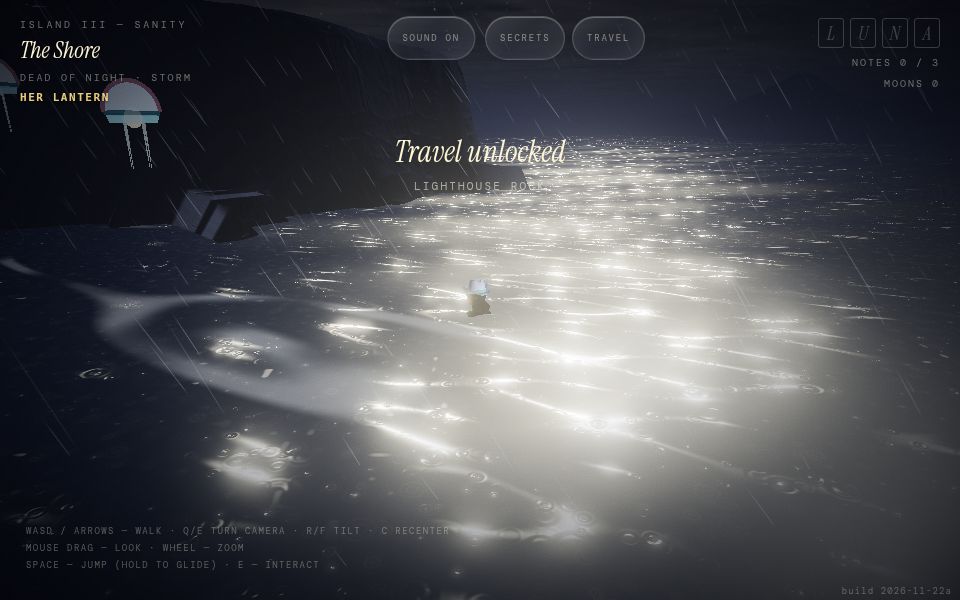 ISLAND III — SANITY
The Shore
DEAD OF NIGHT · STORM
HER LANTERN
SOUND ON
SECRETS
TRAVEL
L U N A
NOTES 0 / 3
MOONS 0
Travel unlocked
LIGHTHOUSE ROCK
WASD / ARROWS — WALK · Q/E TURN CAMERA · R/F TILT · C RECENTER
MOUSE DRAG — LOOK · WHEEL — ZOOM
SPACE — JUMP (HOLD TO GLIDE) · E — INTERACT
build 2026-11-22a